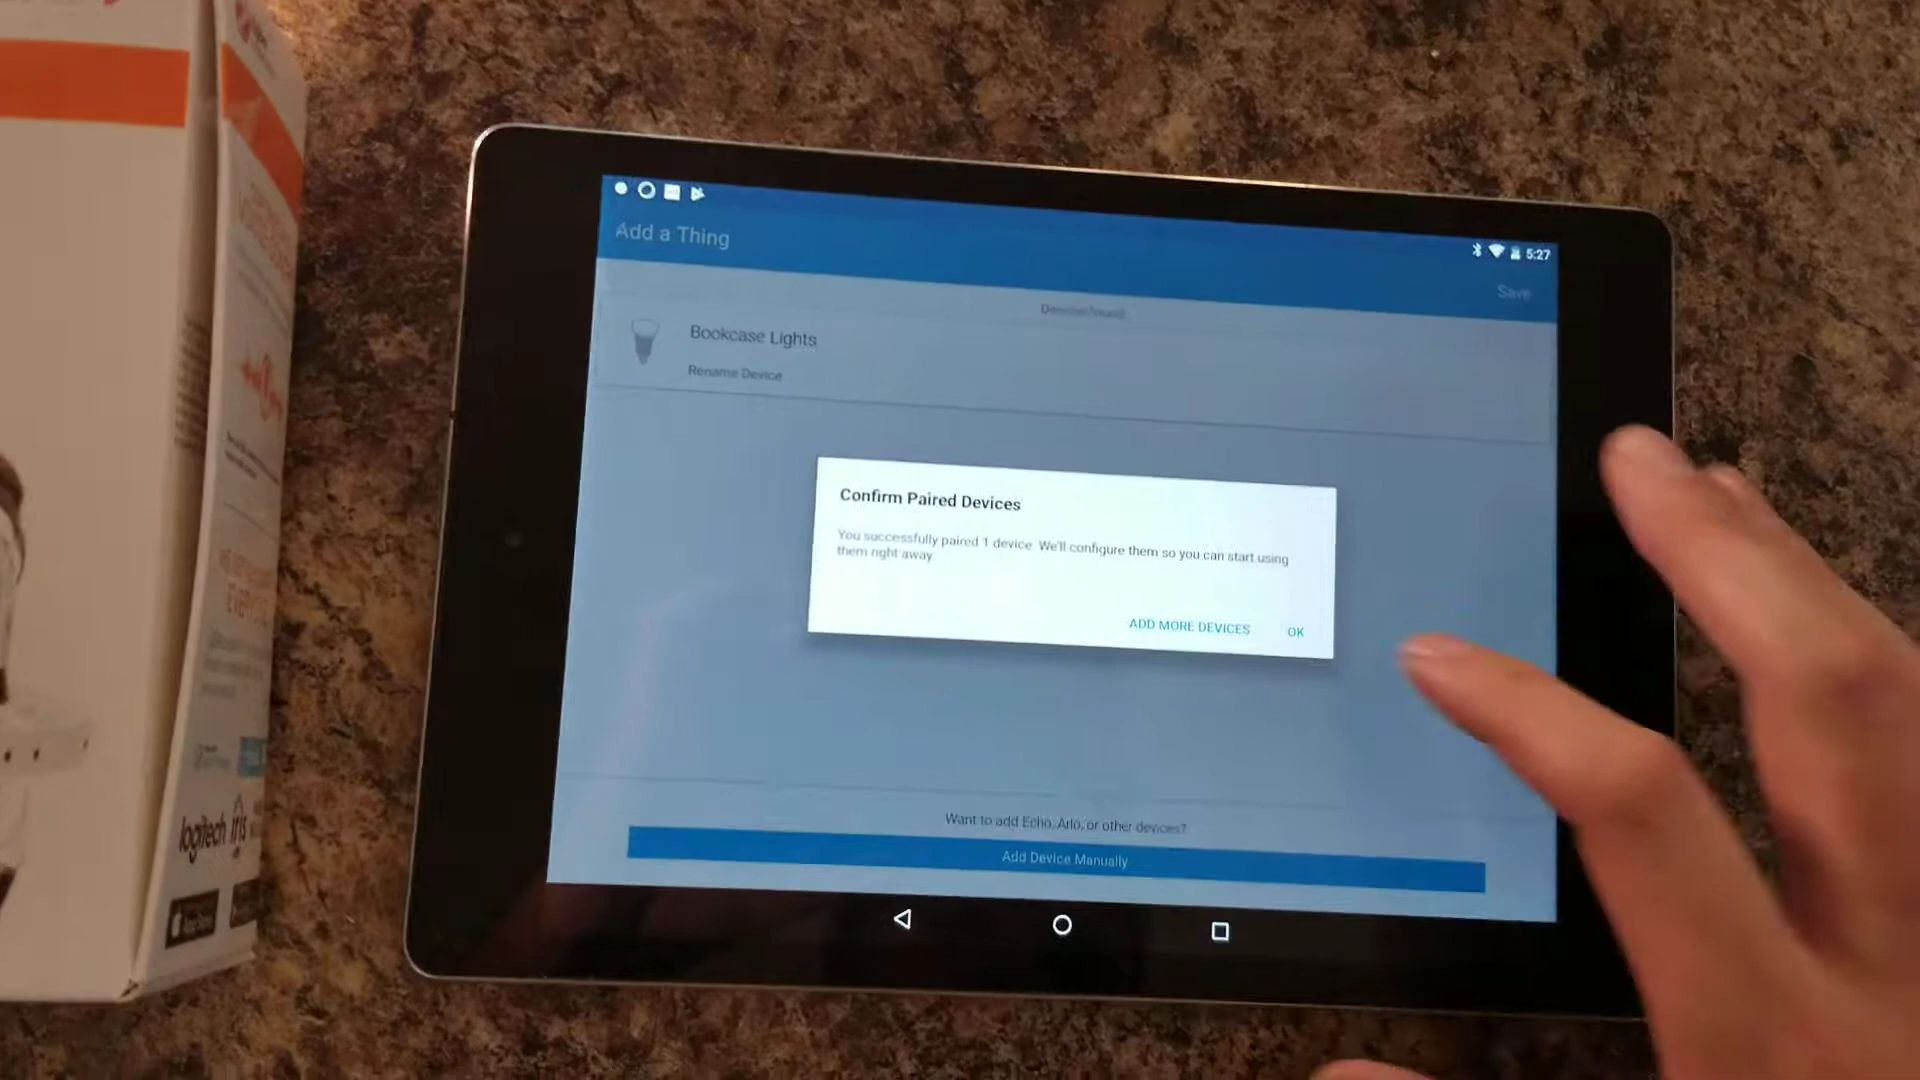 5:27
Add a Thing
Save
Bookcase Lights
Rename Device
Confirm Paired Devices
You successfully paired 1 device. We'll configure them so you can start using
them right away
ADD MORE DEVICES OK
Want to add Echo, Arlo, or other devices?
Add Device Manually
logitech iris
App Store